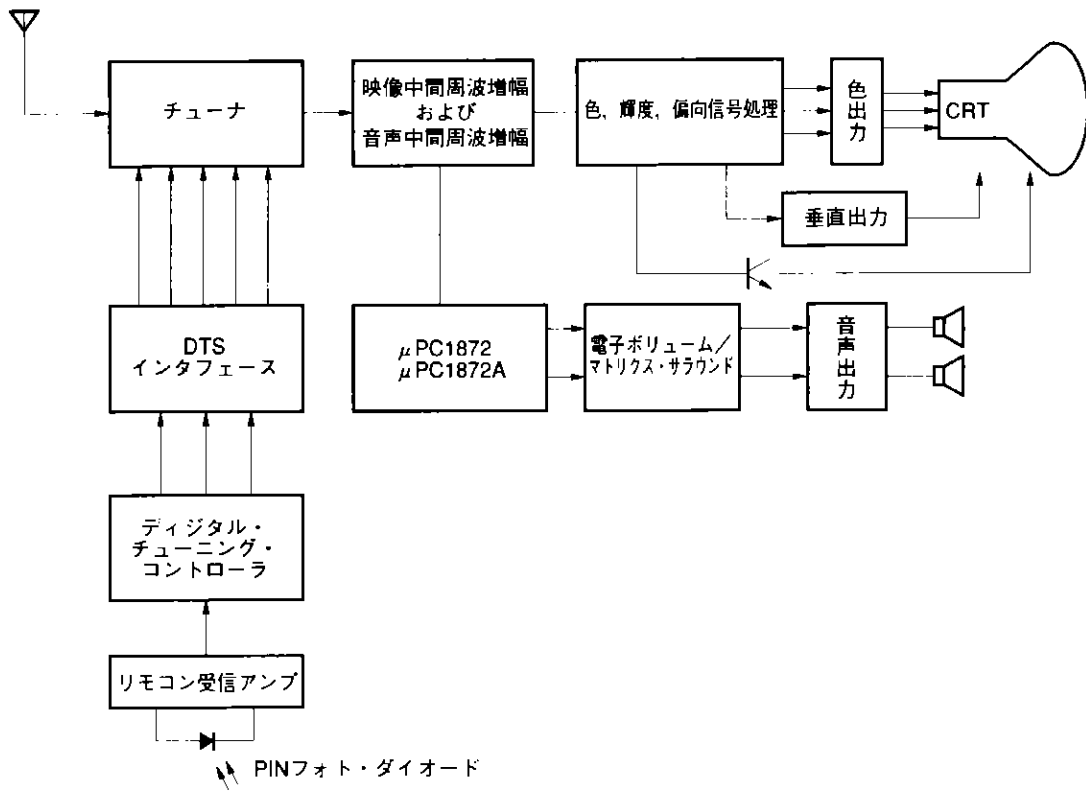 チューナ
映像中間周波増幅
および
音声中間周波増幅
色，輝度，偏向信号処理
色出力
CRT
垂直出力
DTS
インタフェース
μPC1872
μPC1872A
電子ボリューム／
マトリクス・サラウンド
音声出力
ディジタル・
チューニング・
コントローラ
リモコン受信アンプ
PINフォト・ダイオード